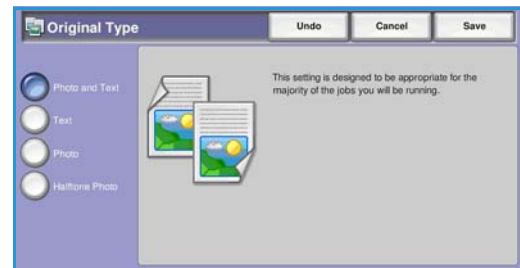 Original Type
Undo
Cancel
Save
Photo and Text
Text
Photo
Halftone Photo
This setting is designed to be appropriate for the
majority of the jobs you will be running.